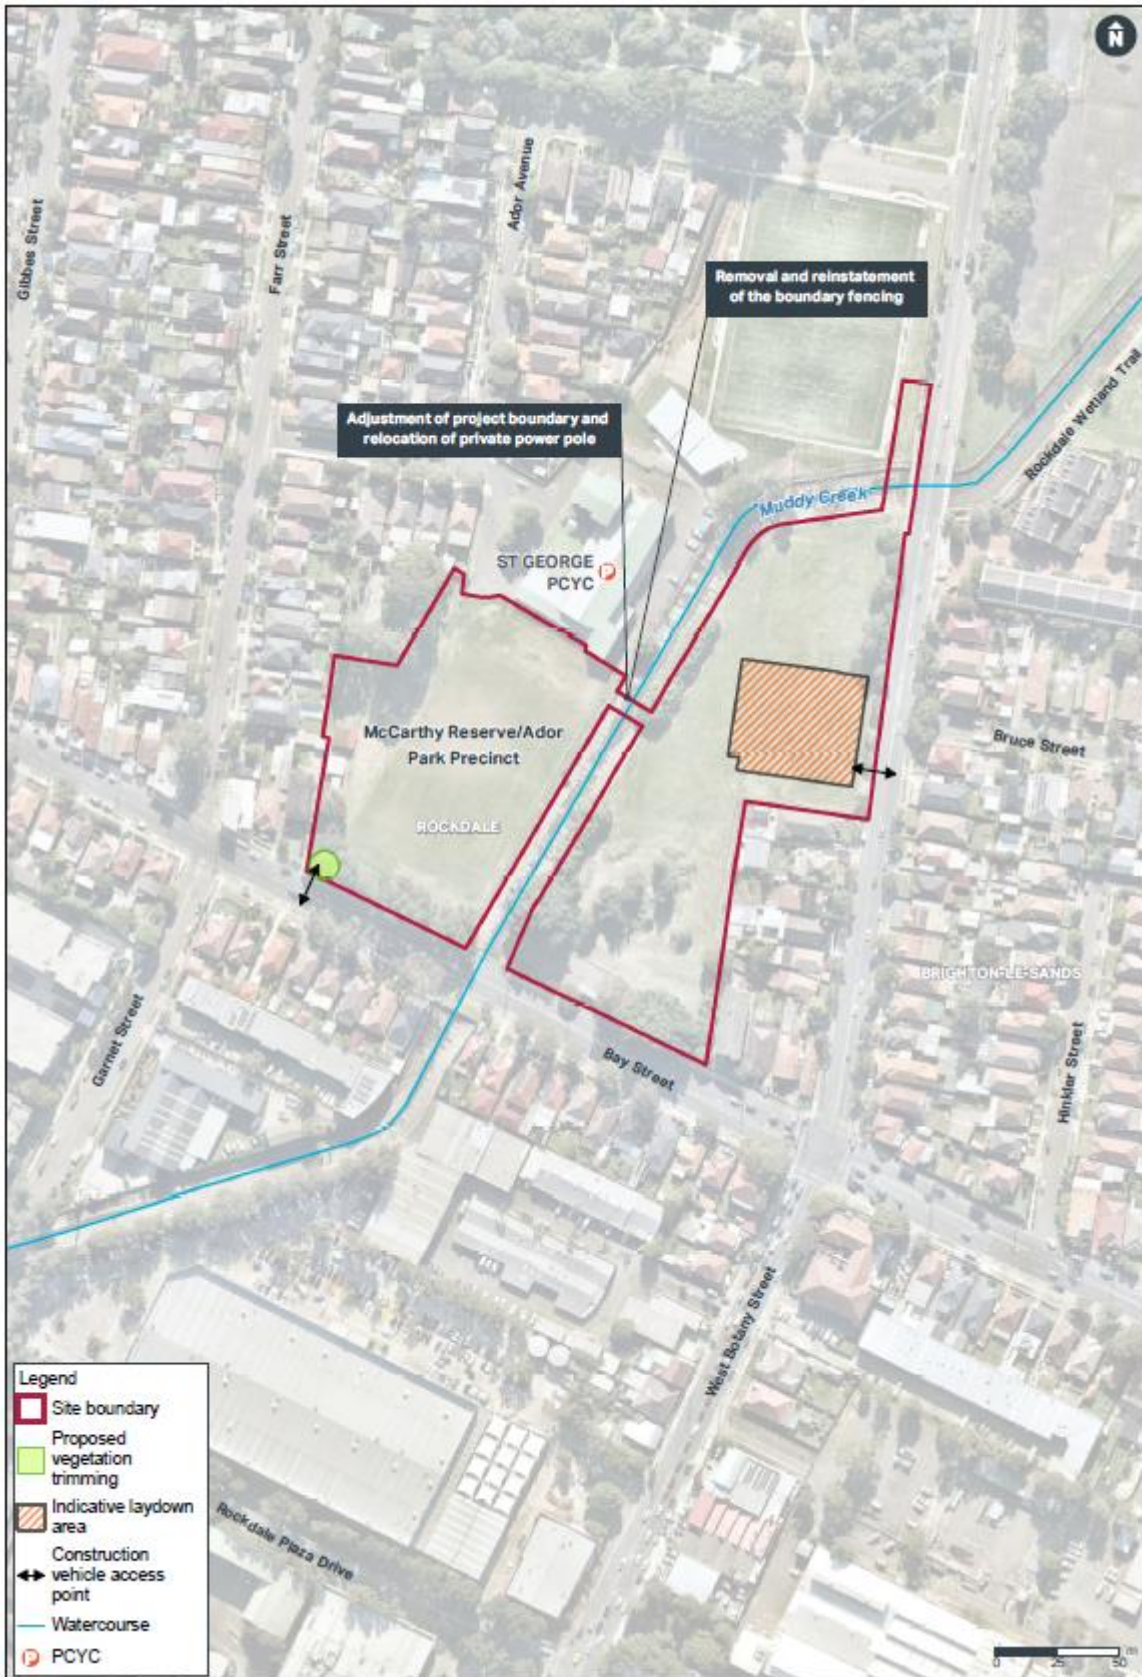 N
Gibbes Street
Farr Street
Ador Avenue
Removal and reinstatement
of the boundary fencing
Adjustment of project boundary and
relocation of private power pole
Rockdale Wetland Trail
Muddy Creek
ST GEORGE
PCYC
McCarthy Reserve/Ador
Park Precinct
Bruce Street
ROCKDALE
BRIGHTON-LE-SANDS
Garnet Street
Bay Street
Hinkler Street
West Botany Street
Rockdale Plaza Drive
Legend
Site boundary
Proposed
vegetation
trimming
Indicative laydown
area
Construction
vehicle access
point
Watercourse
P PCYC
m
0 25 50